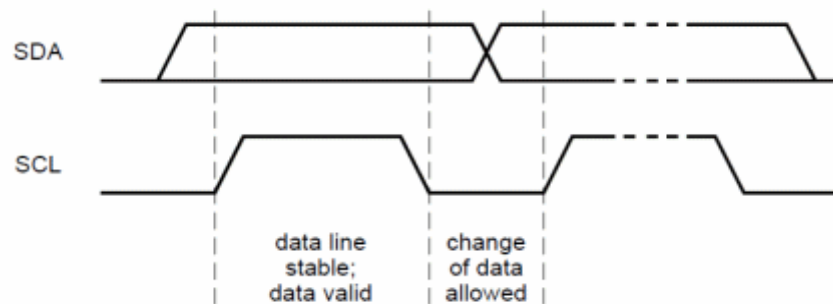 SDA
SCL
data line
stable;
data valid
change
of data
allowed